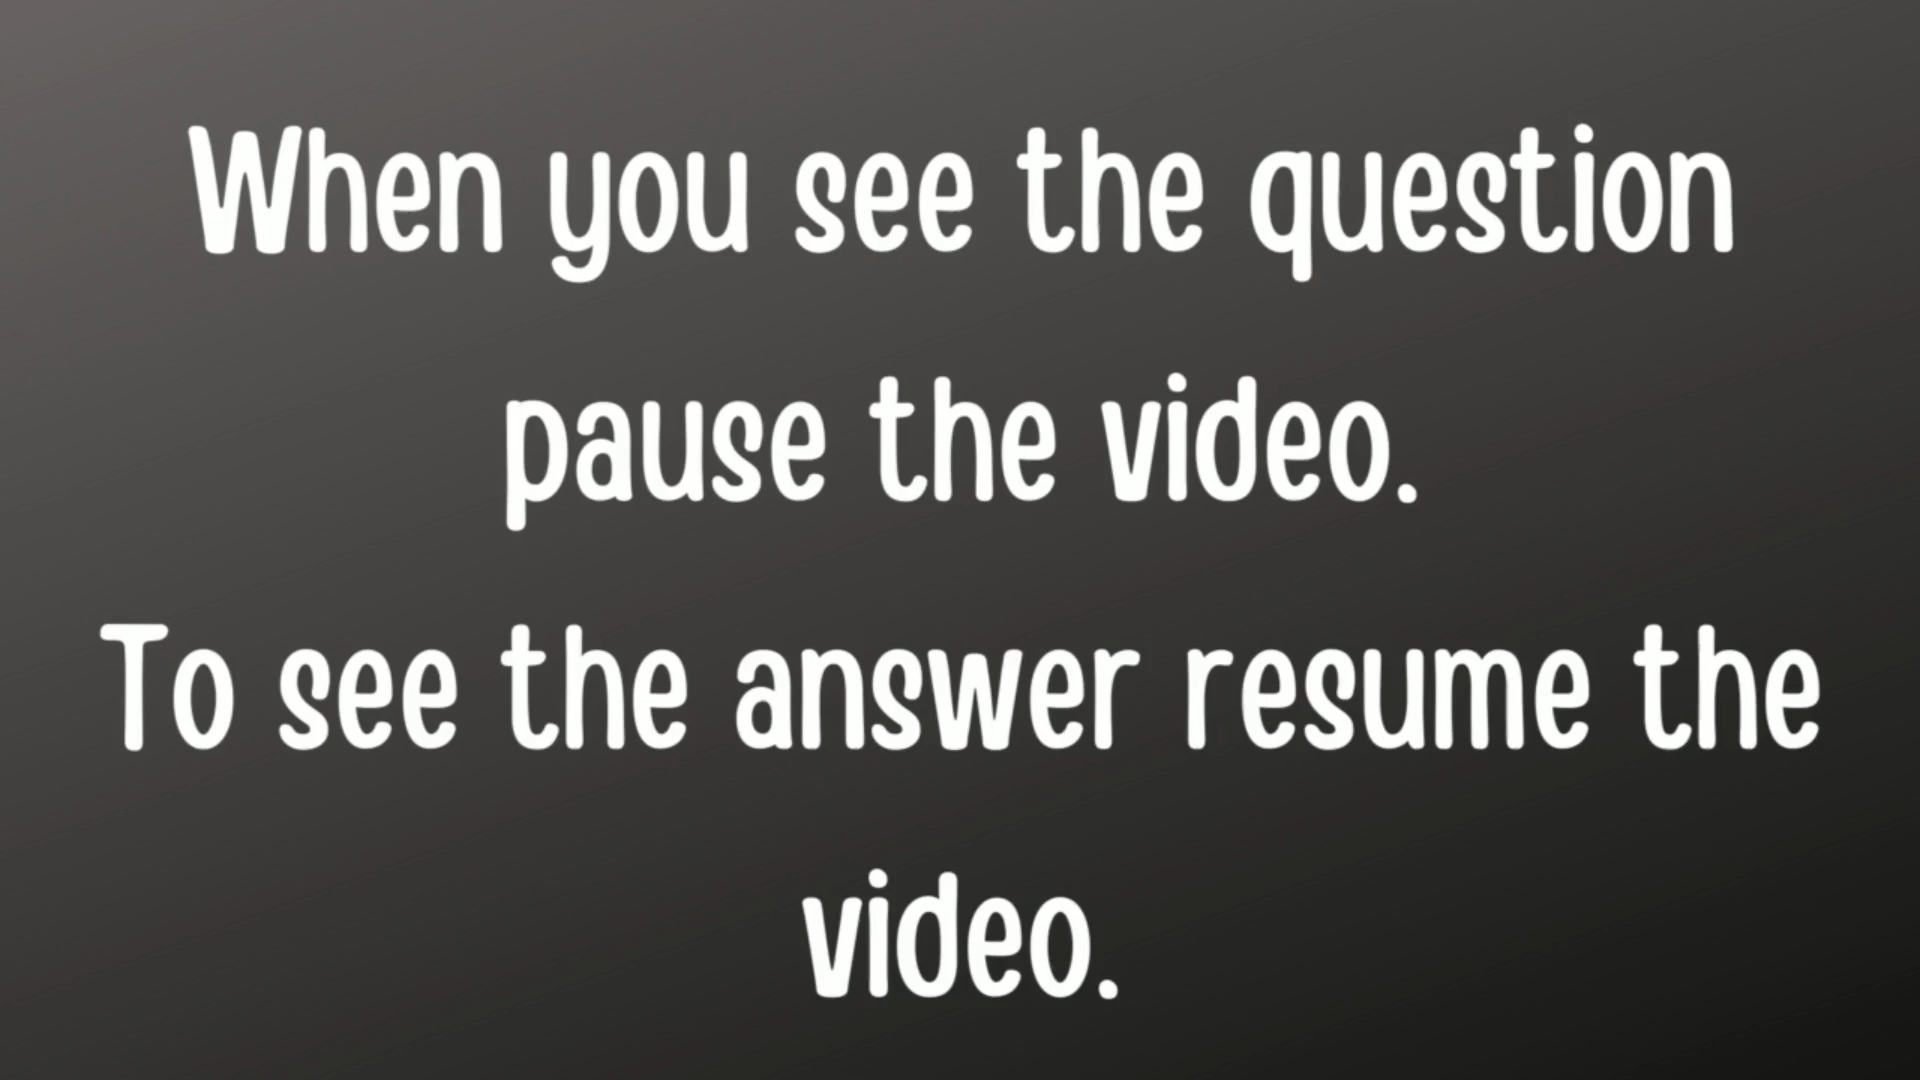 When you see the question
pause the video.
To see the answer resume the
video.